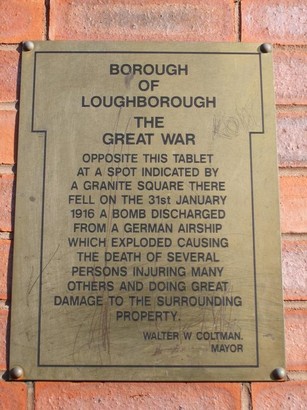 BOROUGH
OF
LOUGHBOROUGH
THE
GREAT WAR
OPPOSITE THIS TABLET
AT A SPOT INDICATED BY
A GRANITE SQUARE THERE
FELL ON THE 31st JANUARY
1916 A BOMB DISCHARGED
FROM A GERMAN AIRSHIP
WHICH EXPLODED CAUSING
THE DEATH OF SEVERAL
PERSONS INJURING MANY
OTHERS AND DOING GREAT
DAMAGE TO THE SURROUNDING
PROPERTY.
WALTER W COLTMAN.
MAYOR